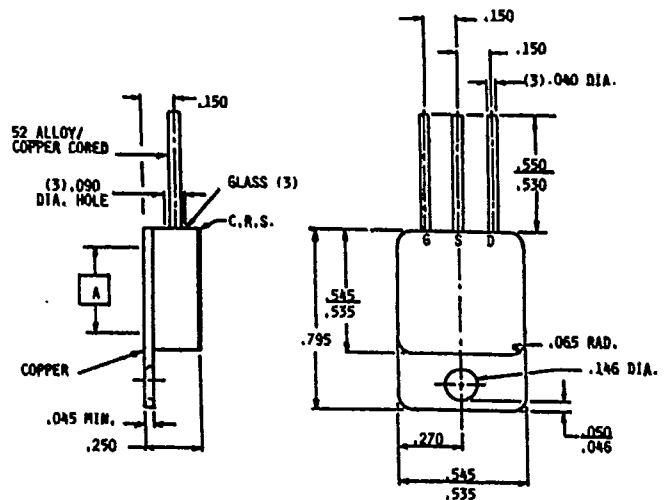 .150
.150
(3).040 DIA.
.150
52 ALLOY/
COPPER CORED
(3).090
DIA. HOLE
GLASS (3)
C.R.S.
.550
.530
G S D
A
.545
.535
.795
.065 RAD.
COPPER
.146 DIA.
.045 MIN.
.250
.270
.050
.046
.545
.535